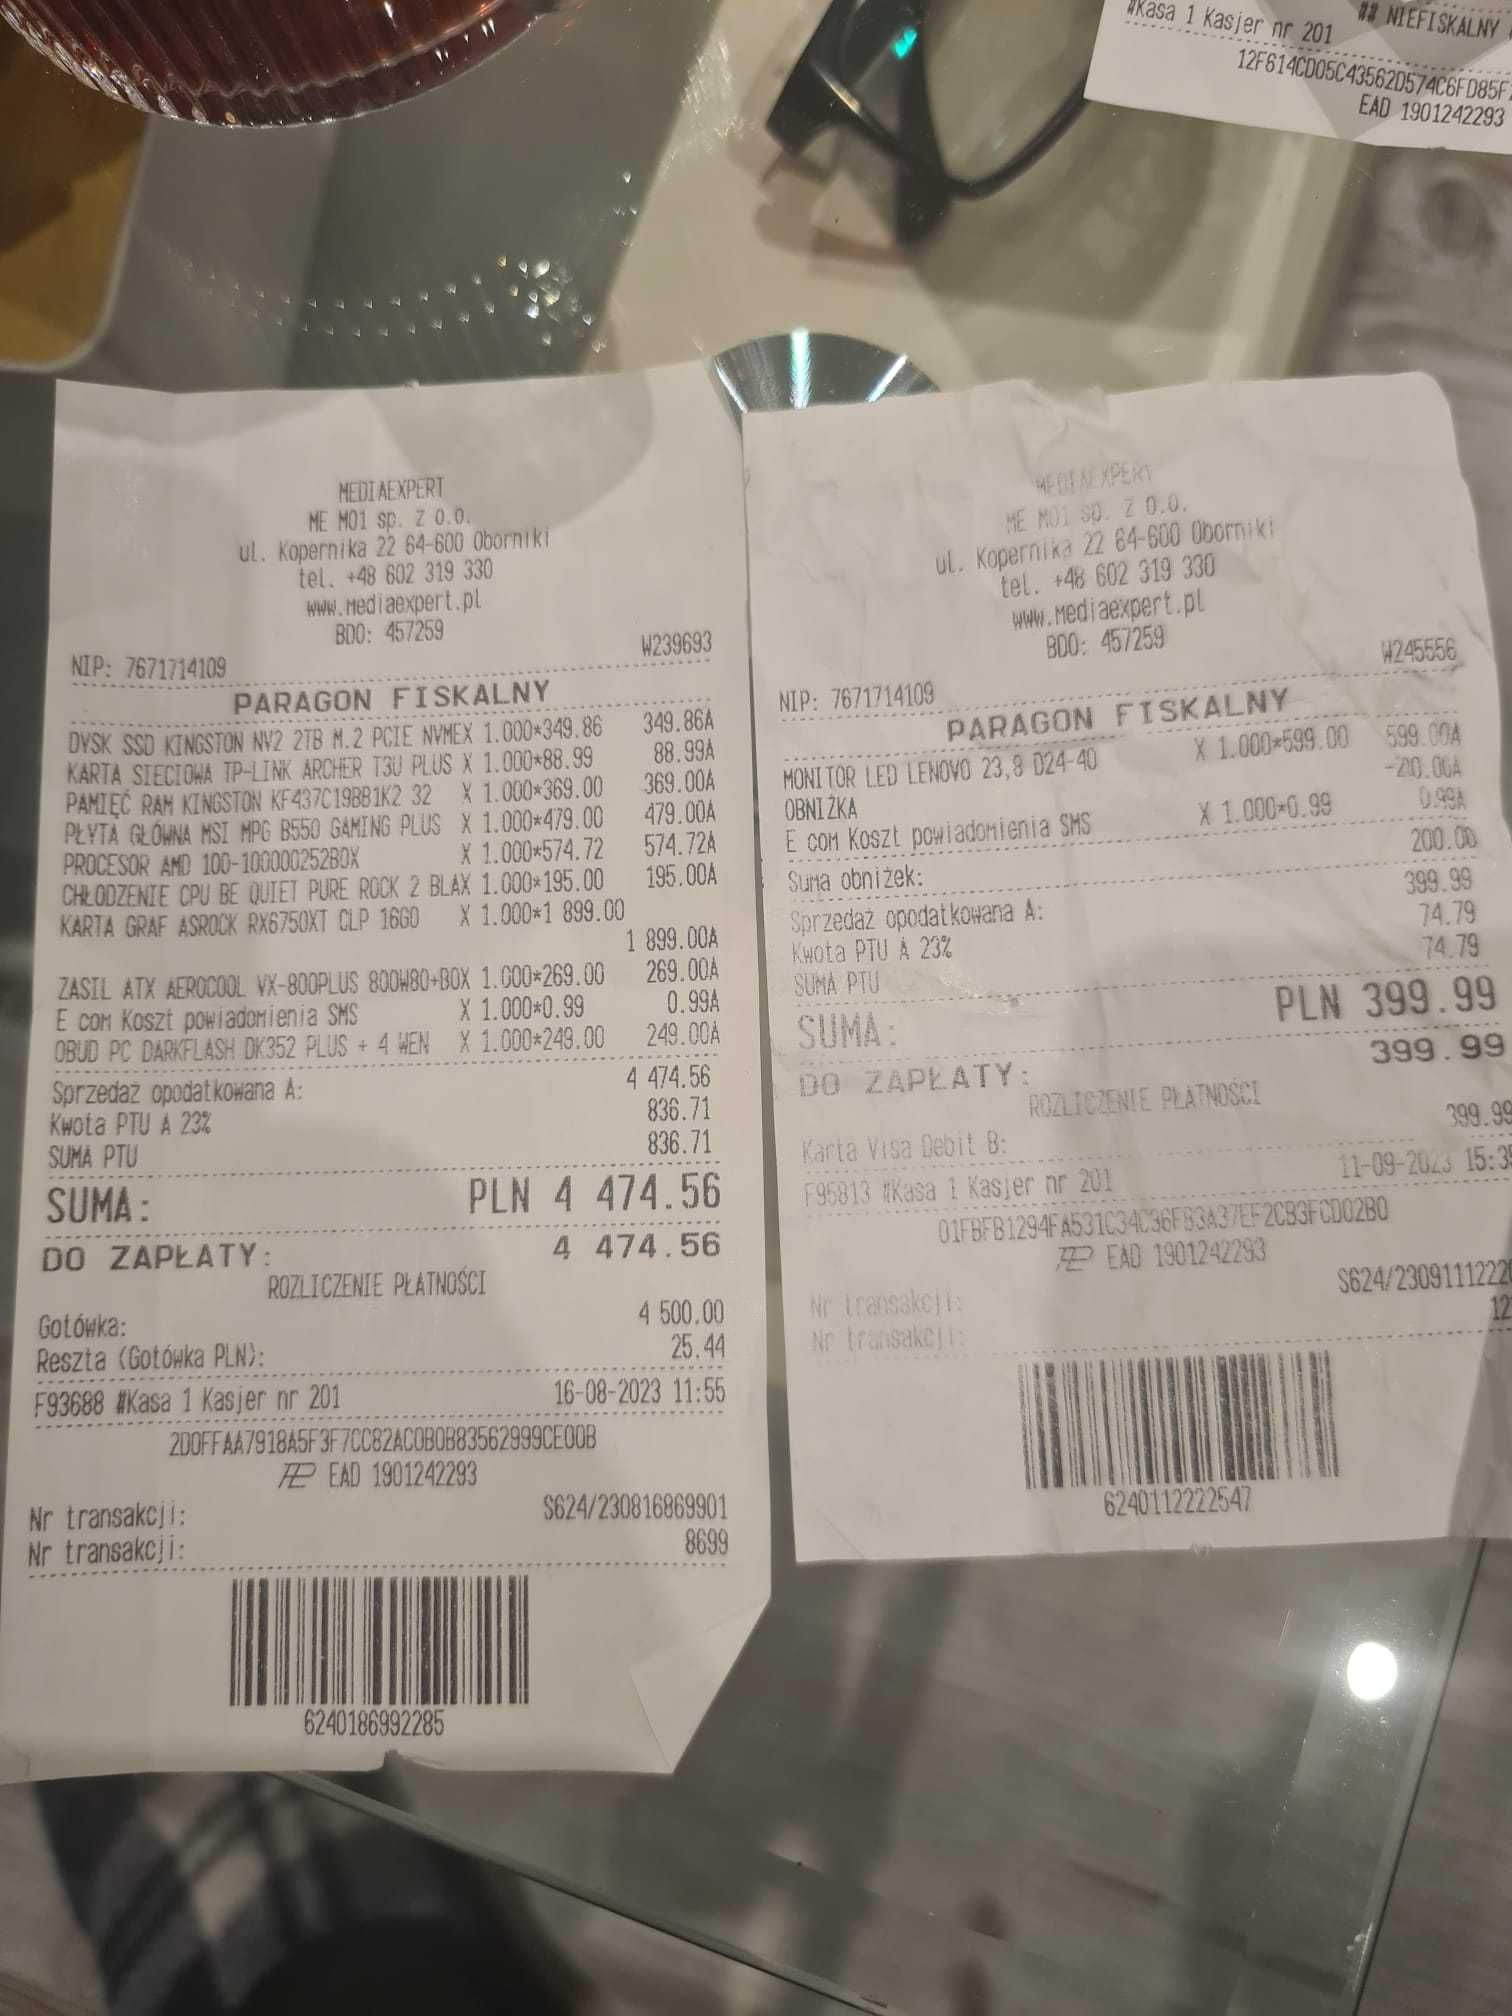 #Kasa 1 Kasjer nr 201
## NIEFISKALNY
12F614CD05C43562D574C6FD85F
EAD 1901242293
MEDIAEXPERT
ME M01 sp. Z O.O.
ul. Kopernika 22 64-600 Oborniki
tel. +48 602 319 330
www.mediaexpert.pl
BDO: 457259
NIP: 7671714109 W239693
PARAGON FISKALNY
DYSK SSD KINGSTON NV2 2TB M.2 PCIE NVMEX 1.000*349.86 349.86A
KARTA SIECIOWA TP-LINK ARCHER T3U PLUS X 1.000*88.99 88.99A
PAMIĘĆ RAM KINGSTON KF437C19BB1K2 32 X 1.000*369.00 369.00A
PŁYTA GŁÓWNA MSI MPG B550 GAMING PLUS X 1.000*479.00 479.00A
PROCESOR AMD 100-100000252BOX X 1.000*574.72 574.72A
CHŁODZENIE CPU BE QUIET PURE ROCK 2 BLAX 1.000*195.00 195.00A
KARTA GRAF ASROCK RX6750XT CLP 16GO X 1.000*1 899.00
1 899.00A
ZASIL ATX AEROCOOL VX-800PLUS 800W80+BOX 1.000*269.00 269.00A
E com Koszt powiadomienia SMS X 1.000*0.99 0.99A
OBUD PC DARKFLASH DK352 PLUS + 4 WEN X 1.000*249.00 249.00A
Sprzedaż opodatkowana A: 4 474.56
Kwota PTU A 23% 836.71
SUMA PTU 836.71
SUMA: PLN 4 474.56
DO ZAPŁATY: 4 474.56
ROZLICZENIE PŁATNOŚCI
Gotówka: 4 500.00
Reszta (Gotówka PLN): 25.44
F93688 #Kasa 1 Kasjer nr 201 16-08-2023 11:55
2D0FFAA7918A5F3F7CC82AC0B0B83562999CE00B
EAD 1901242293
Nr transakcji: S624/230816869901
Nr transakcji: 8699
6240186992285
MEDIAEXPERT
ME M01 sp. Z O.O.
ul. Kopernika 22 64-600 Oborniki
tel. +48 602 319 330
www.mediaexpert.pl
BDO: 457259
NIP: 7671714109 W245556
PARAGON FISKALNY
MONITOR LED LENOVO 23,8 D24-40 X 1.000*599.00 599.00A
OBNIŻKA -200.00A
E com Koszt powiadomienia SMS X 1.000*0.99 0.99A
Suma obniżek: 200.00
Sprzedaż opodatkowana A: 399.99
Kwota PTU A 23% 74.79
SUMA PTU 74.79
SUMA: PLN 399.99
DO ZAPŁATY: 399.99
ROZLICZENIE PŁATNOŚCI
Karta Visa Debit B: 399.99
F95813 #Kasa 1 Kasjer nr 201 11-09-2023 15:35
01FBFB1294FA531C34C36FB3A37EF2CB3FCD02B0
EAD 1901242293
Nr transakcji: S624/2309111222
Nr transakcji: 12
6240112222547